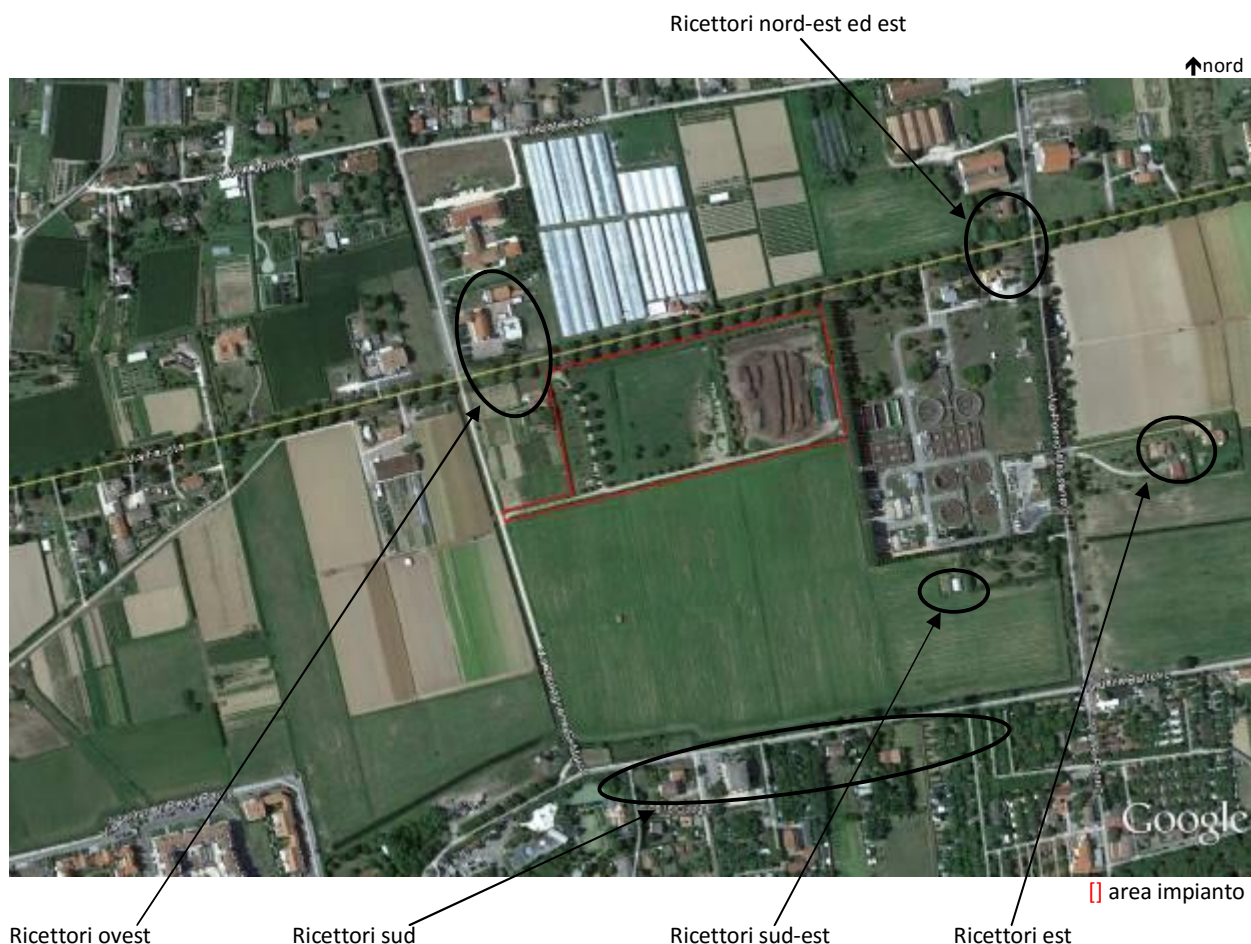 Ricettori nord-est ed est
nord
Google
[] area impianto
Ricettori ovest
Ricettori sud
Ricettori sud-est
Ricettori est